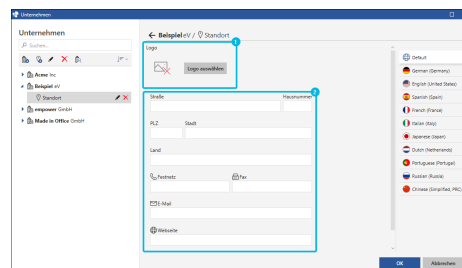 Unternehmen
Unternehmen
Suchen...
Acme Inc
Beispiel eV
Standort
empower GmbH
Made in Office GmbH
Beispiel eV / Standort
1
Logo
Logo auswählen
2
Straße Hausnummer
PLZ Stadt
Land
Festnetz Fax
E-Mail
Webseite
Default
German (Germany)
English (United States)
Spanish (Spain)
French (France)
Italian (Italy)
Japanese (Japan)
Dutch (Netherlands)
Portuguese (Portugal)
Russian (Russia)
Chinese (Simplified, PRC)
OK Abbrechen